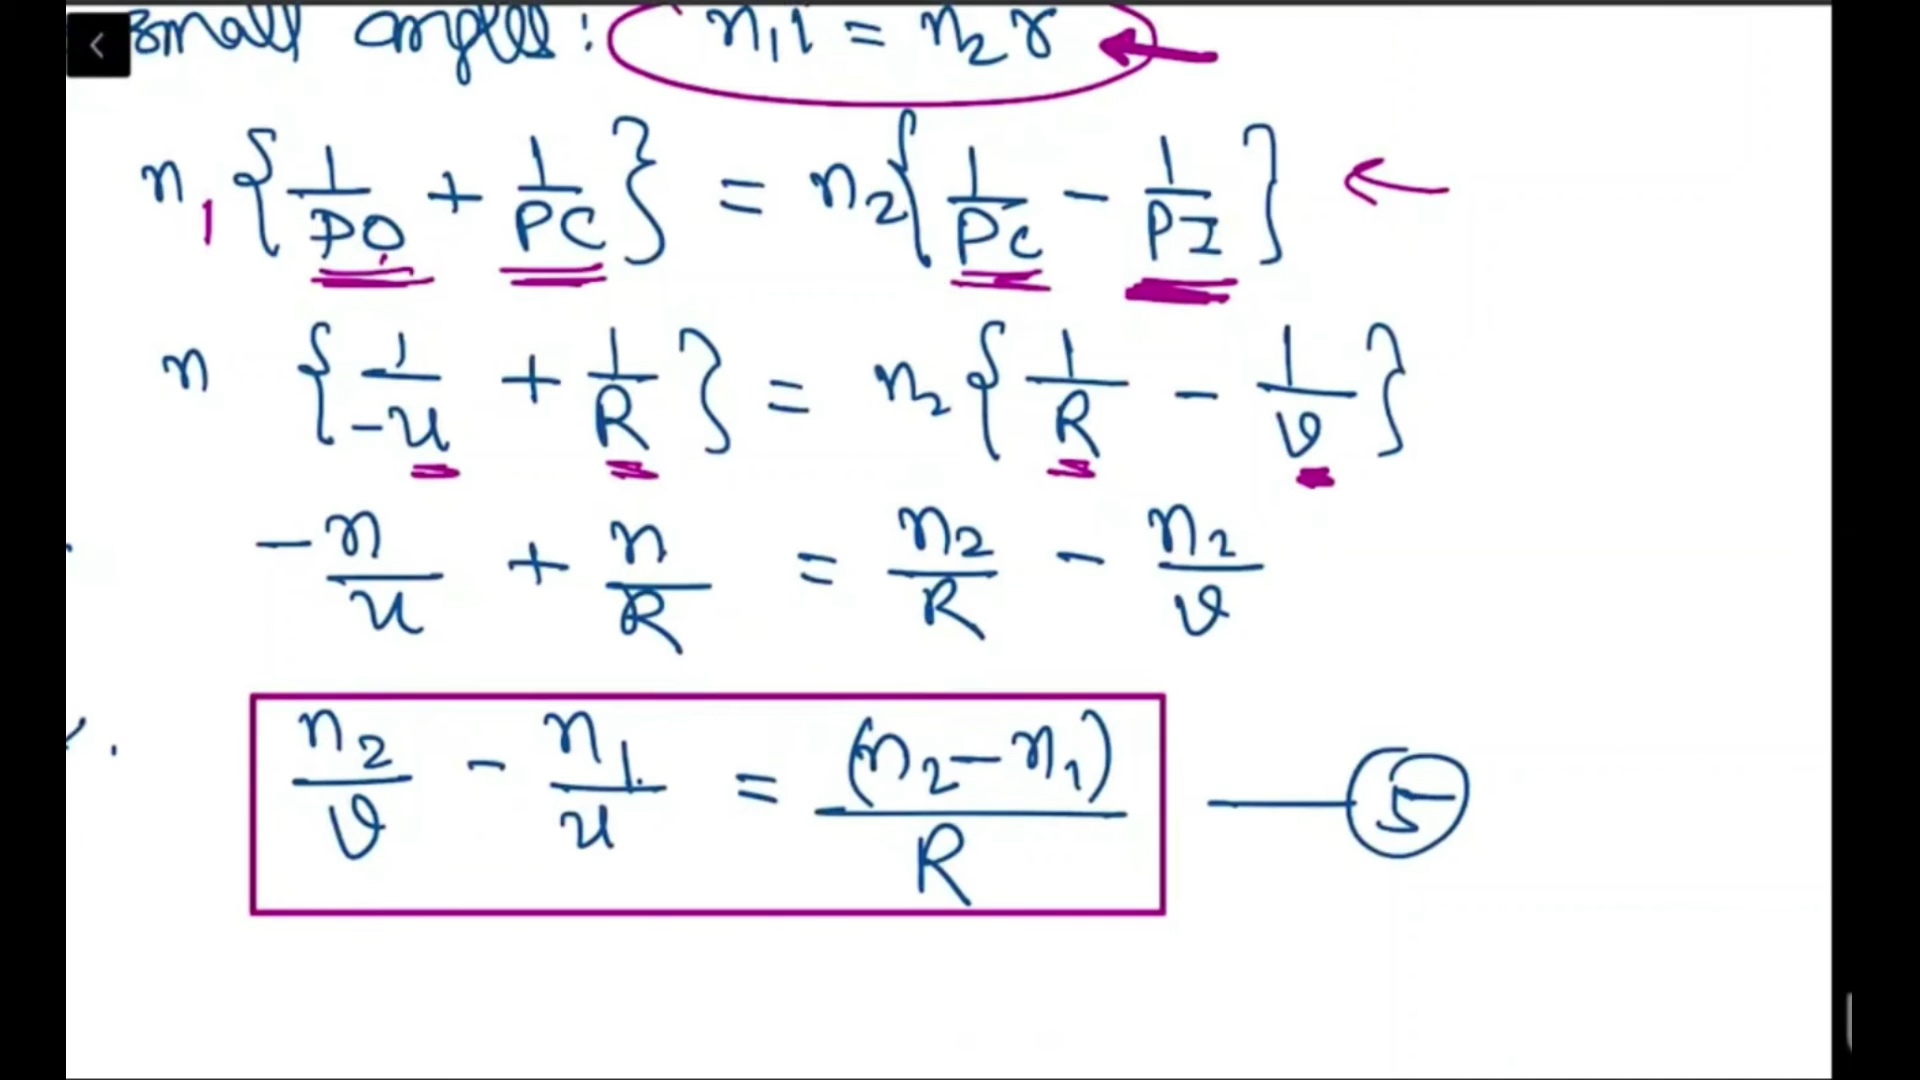 small angles: n₁i = n₂r
n₁ {1/PO + 1/PC} = n₂ {1/PC - 1/PI}
n {1/-u + 1/R} = n₂ {1/R - 1/v}
-n/u + n/R = n₂/R - n₂/v
n₂/v - n₁/u = (n₂-n₁)/R — 5